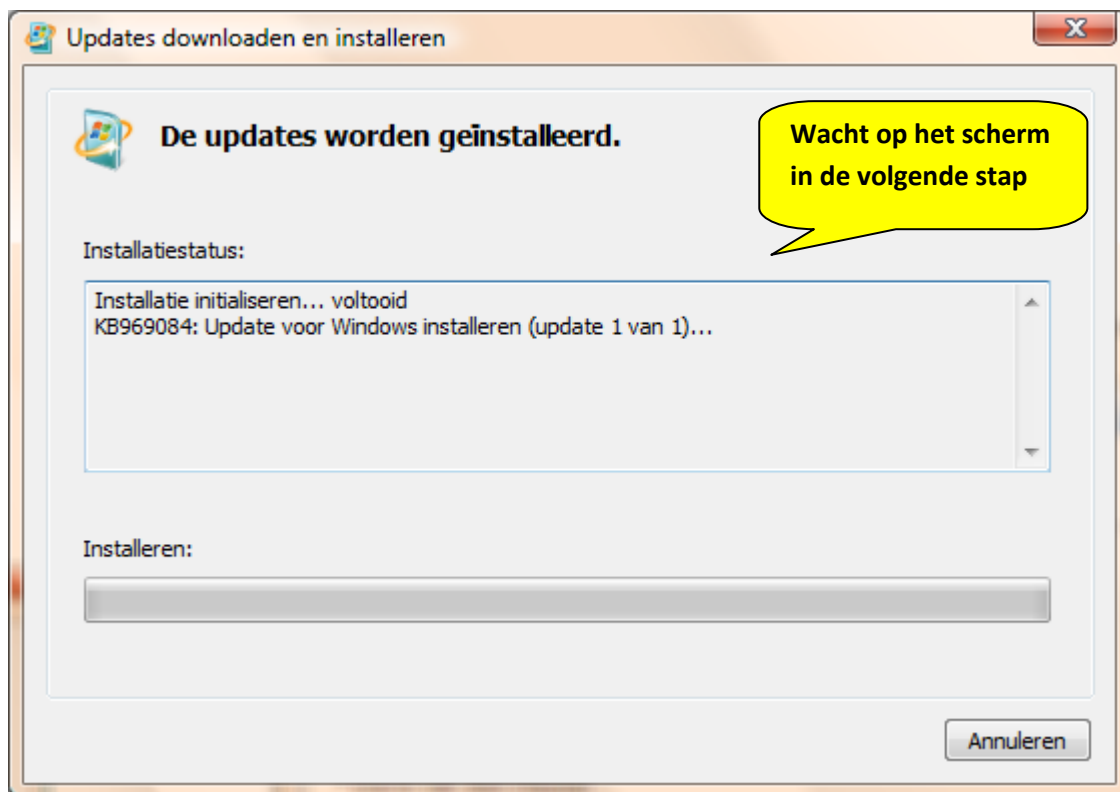 Updates downloaden en installeren
De updates worden geïnstalleerd.
Wacht op het scherm
in de volgende stap
Installatiestatus:
Installatie initialiseren... voltooid
KB969084: Update voor Windows installeren (update 1 van 1)...
Installeren:
Annuleren